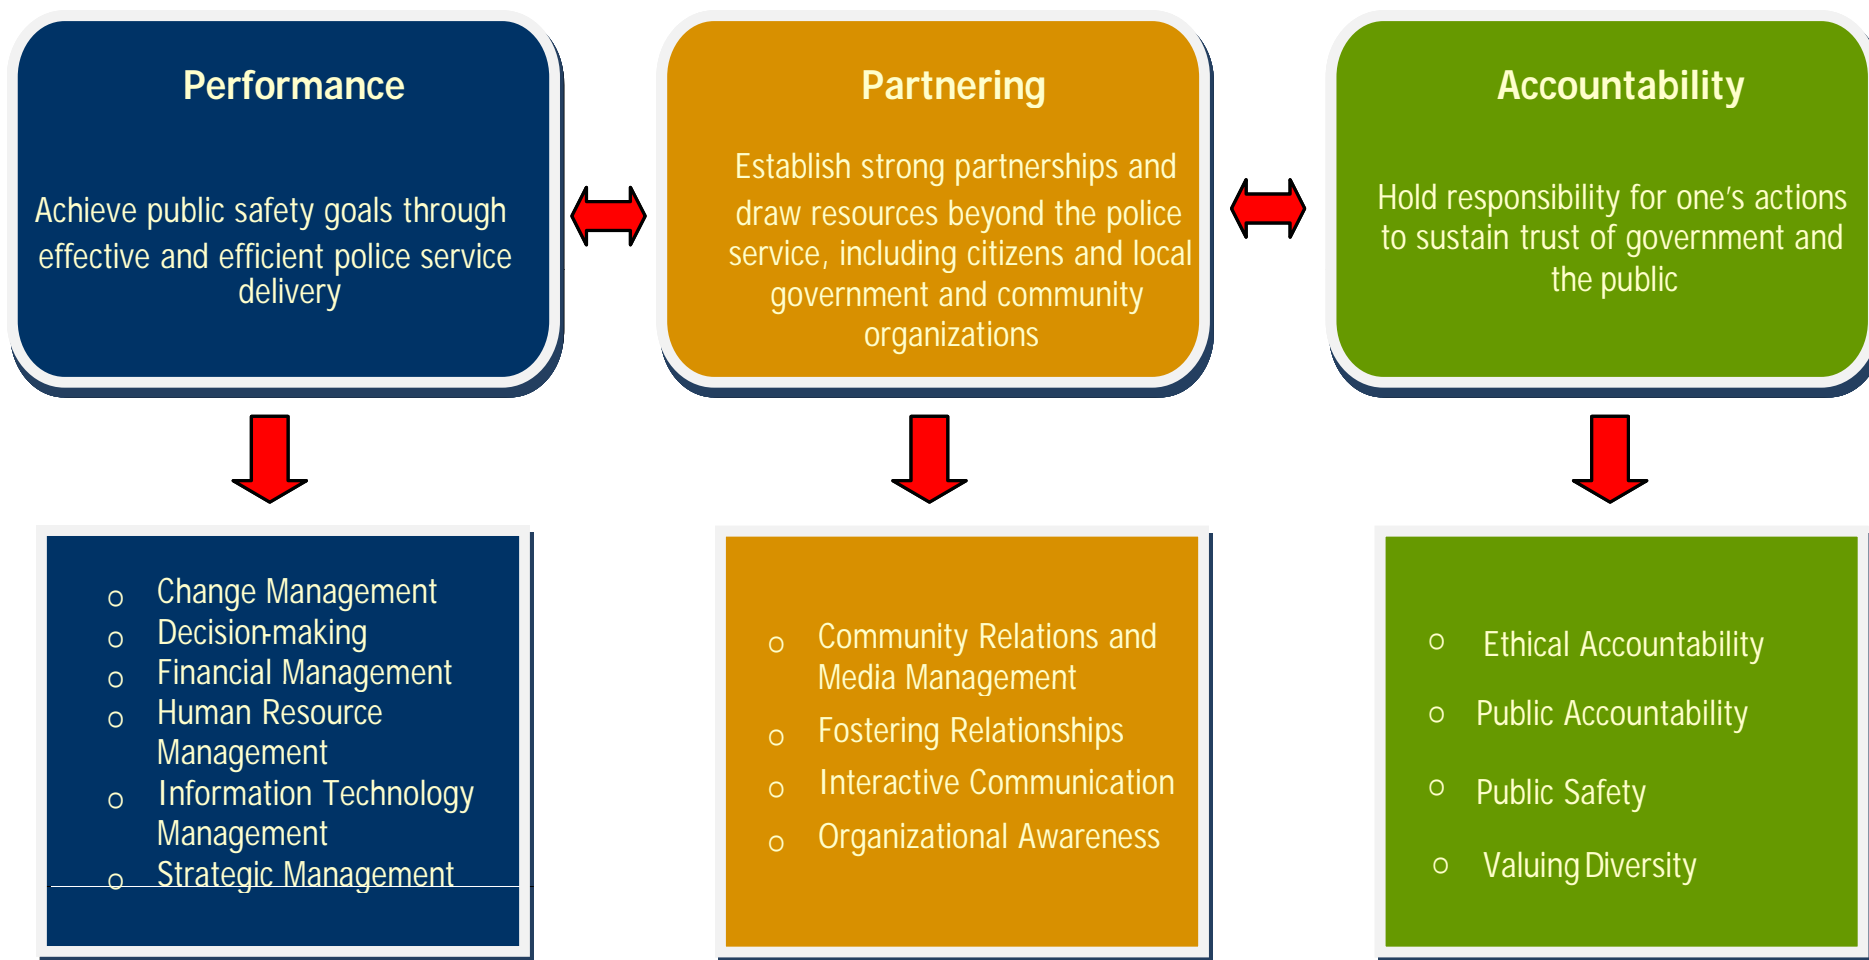 Performance
Achieve public safety goals through
effective and efficient police service
delivery
Partnering
Establish strong partnerships and
draw resources beyond the police
service, including citizens and local
government and community
organizations
Accountability
Hold responsibility for one's actions
to sustain trust of government and
the public
o Change Management
o Decision-making
o Financial Management
o Human Resource
Management
o Information Technology
Management
o Strategic Management
o Community Relations and
Media Management
o Fostering Relationships
o Interactive Communication
o Organizational Awareness
o Ethical Accountability
o Public Accountability
o Public Safety
o Valuing Diversity